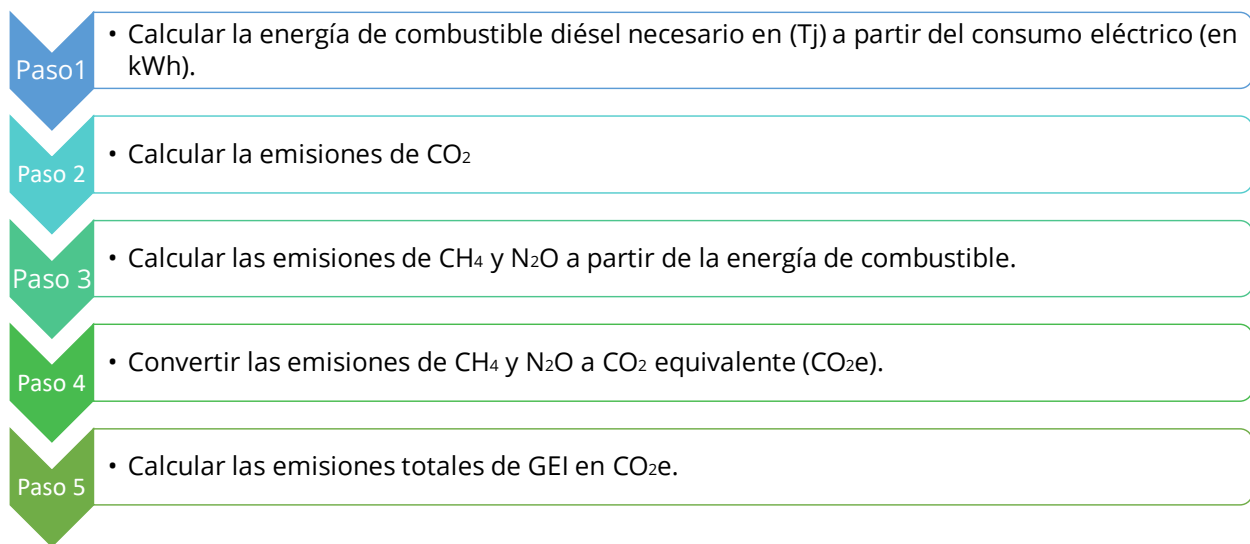 Paso1
• Calcular la energía de combustible diésel necesario en (Tj) a partir del consumo eléctrico (en
kWh).
Paso 2
• Calcular la emisiones de CO₂
Paso 3
• Calcular las emisiones de CH₄ y N₂O a partir de la energía de combustible.
Paso 4
• Convertir las emisiones de CH₄ y N₂O a CO₂ equivalente (CO₂e).
Paso 5
• Calcular las emisiones totales de GEI en CO₂e.